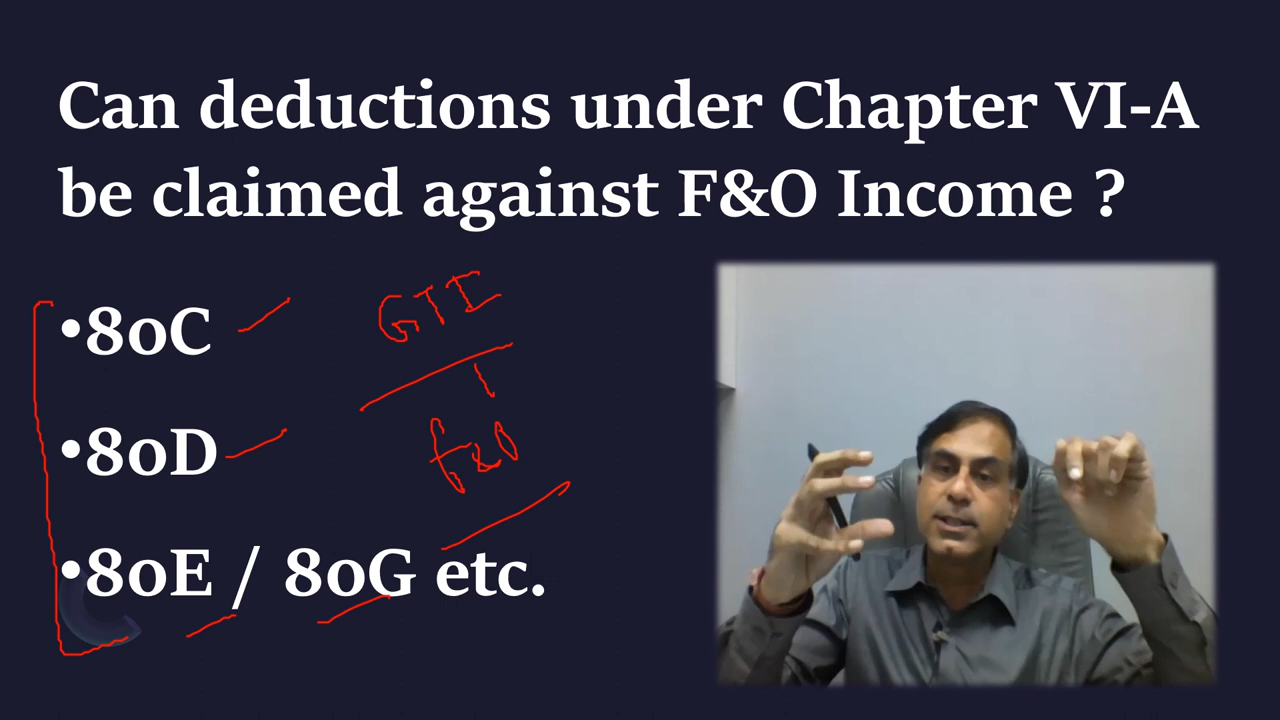 Can deductions under Chapter VI-A
be claimed against F&O Income ?
•80C
GTI
•80D
F&O
•80E / 80G etc.